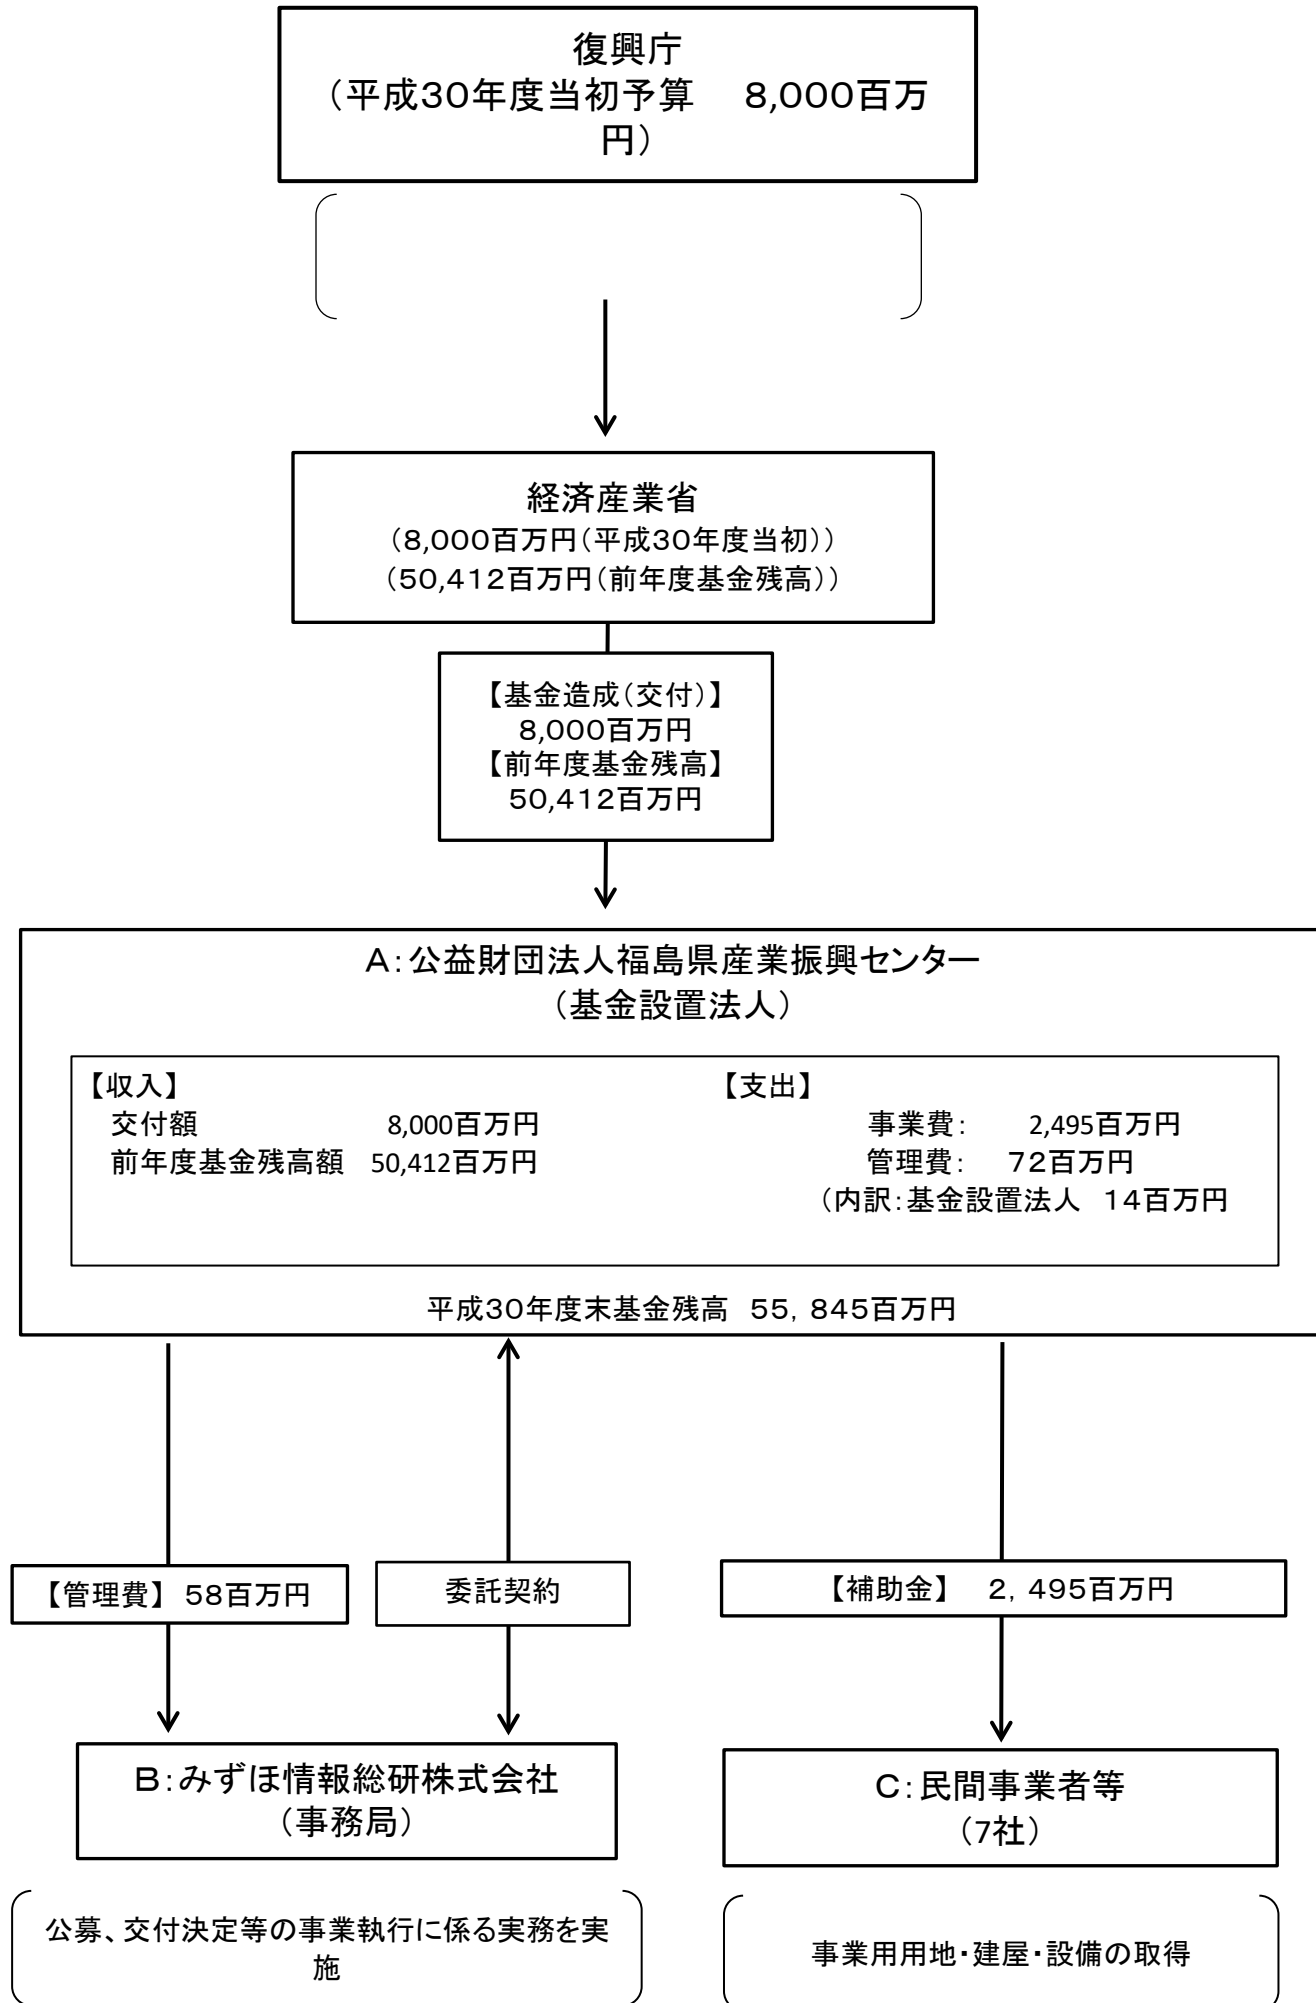 復興庁
（平成３０年度当初予算　8,000百万
円）
経済産業省
（8,000百万円（平成３０年度当初））
（５０,４１２百万円（前年度基金残高））
【基金造成（交付）】
8,000百万円
【前年度基金残高】
５０,４１２百万円
Ａ：公益財団法人福島県産業振興センター
（基金設置法人）
【収入】　【支出】
交付額　8,000百万円　事業費：　2,495百万円
前年度基金残高額　50,412百万円　管理費：　７２百万円
（内訳：基金設置法人　１４百万円
平成３０年度末基金残高　５５，８４５百万円
【管理費】　５８百万円　委託契約　【補助金】　２，４９５百万円
Ｂ：みずほ情報総研株式会社
（事務局）
Ｃ：民間事業者等
（７社）
公募、交付決定等の事業執行に係る実務を実
施
事業用用地・建屋・設備の取得